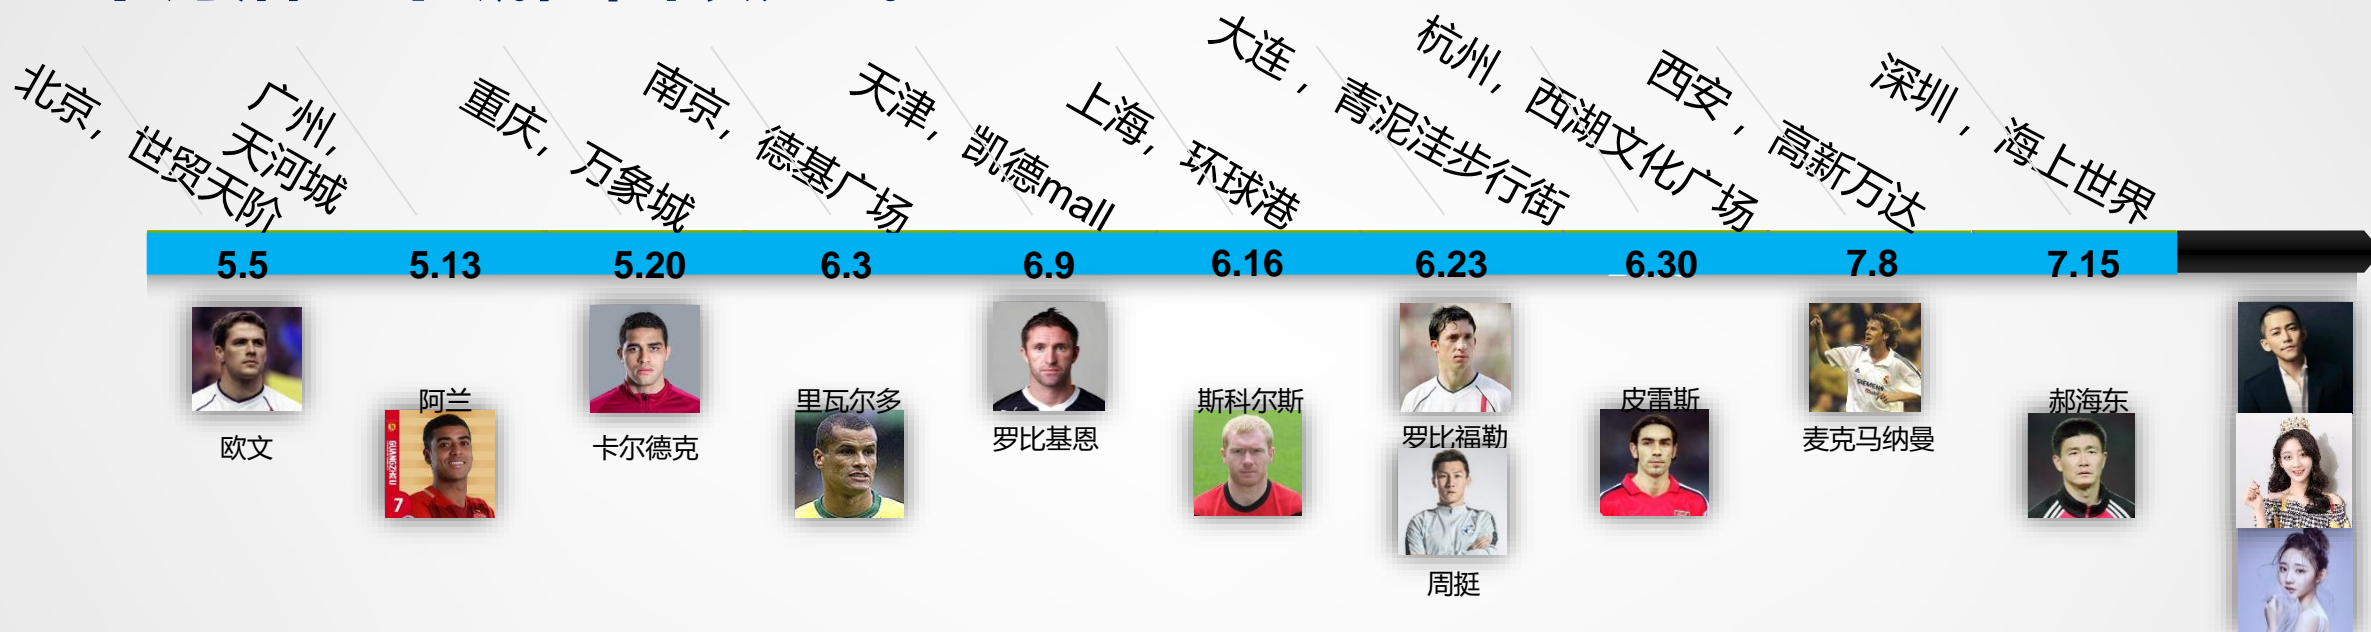 北京，世贸天阶
广州，
天河城
重庆，万象城
南京，德基广场
天津，凯德mall
上海，环球港
大连，青泥洼步行街
杭州，西湖文化广场
西安，高新万达
深圳，海上世界
5.5
5.13
5.20
6.3
6.9
6.16
6.23
6.30
7.8
7.15
欧文
阿兰
卡尔德克
里瓦尔多
罗比基恩
斯科尔斯
罗比福勒
周挺
皮雷斯
麦克马纳曼
郝海东
GUANGZHOU
7
SIEMENS